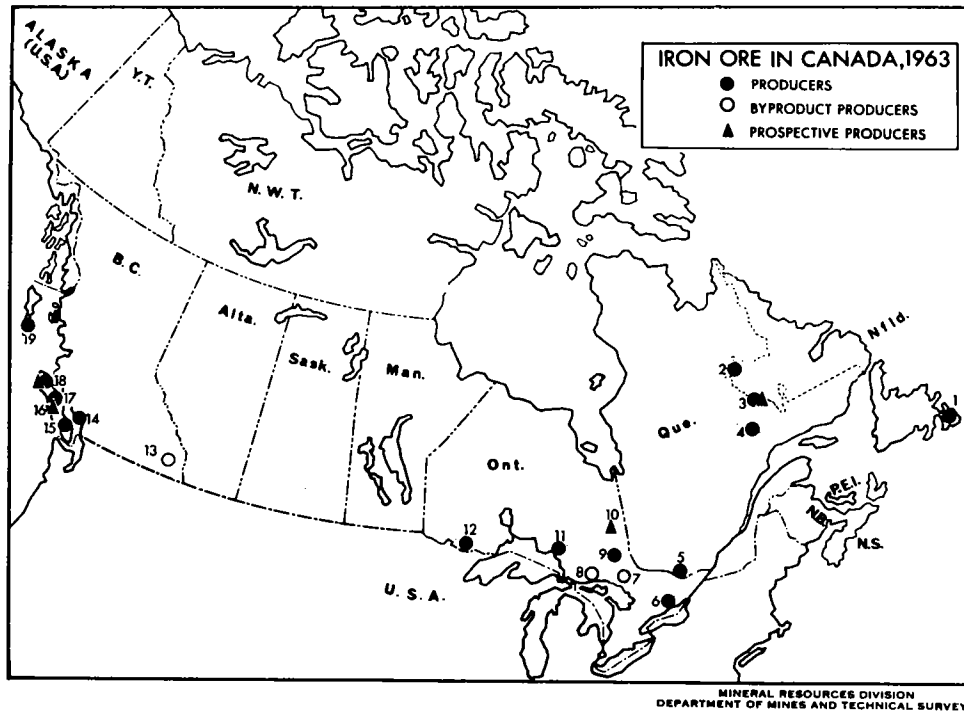 ALASKA
(U.S.A)
Y.T.
N.W.T.
B.C.
Alta.
Sask.
Man.
Ont.
Que.
Nfld.
P.E.I.
N.B.
N.S.
U.S.A.
IRON ORE IN CANADA, 1963
PRODUCERS
BYPRODUCT PRODUCERS
PROSPECTIVE PRODUCERS
1
2
3
4
5
6
7
8
9
10
11
12
13
14
15
16
17
18
19
MINERAL RESOURCES DIVISION
DEPARTMENT OF MINES AND TECHNICAL SURVEY